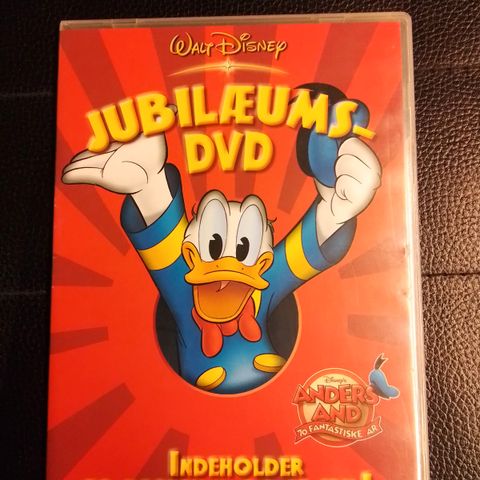 WALT DISNEY
JUBILÆUMS-
DVD
DISNEY'S
ANDERS
AND
70 FANTASTISKE ÅR
INDEHOLDER